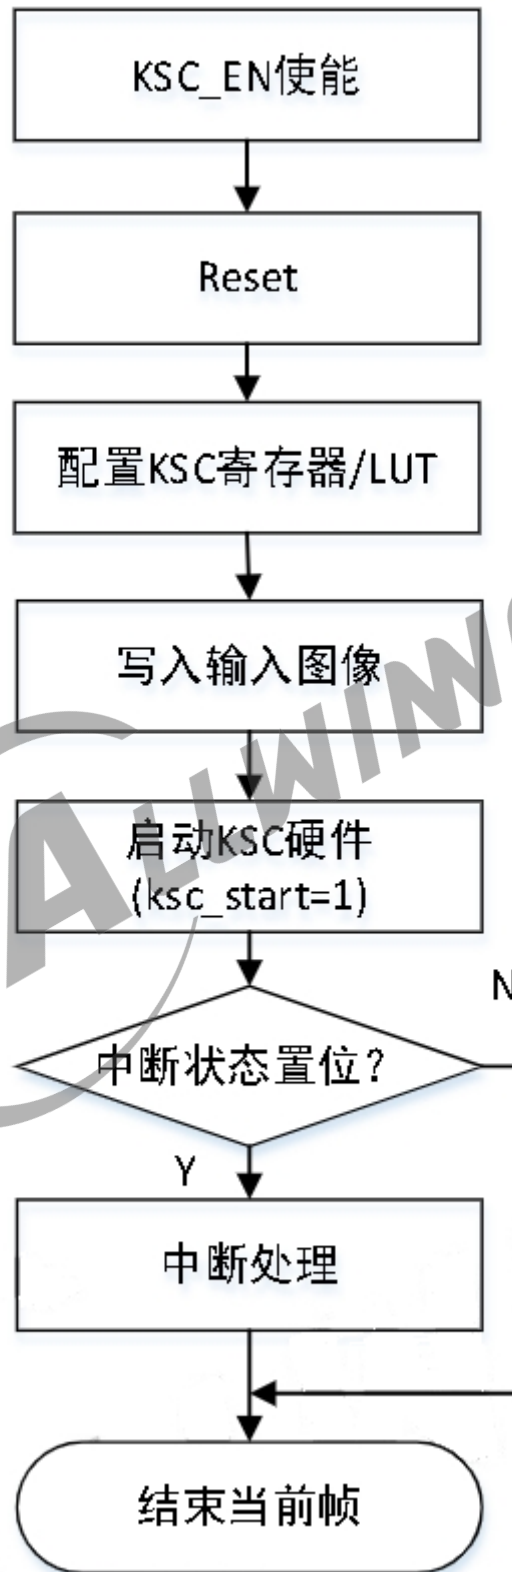 KSC_EN使能
Reset
配置KSC寄存器/LUT
写入输入图像
启动KSC硬件
(ksc_start=1)
N
中断状态置位?
Y
中断处理
结束当前帧
ALLWINN